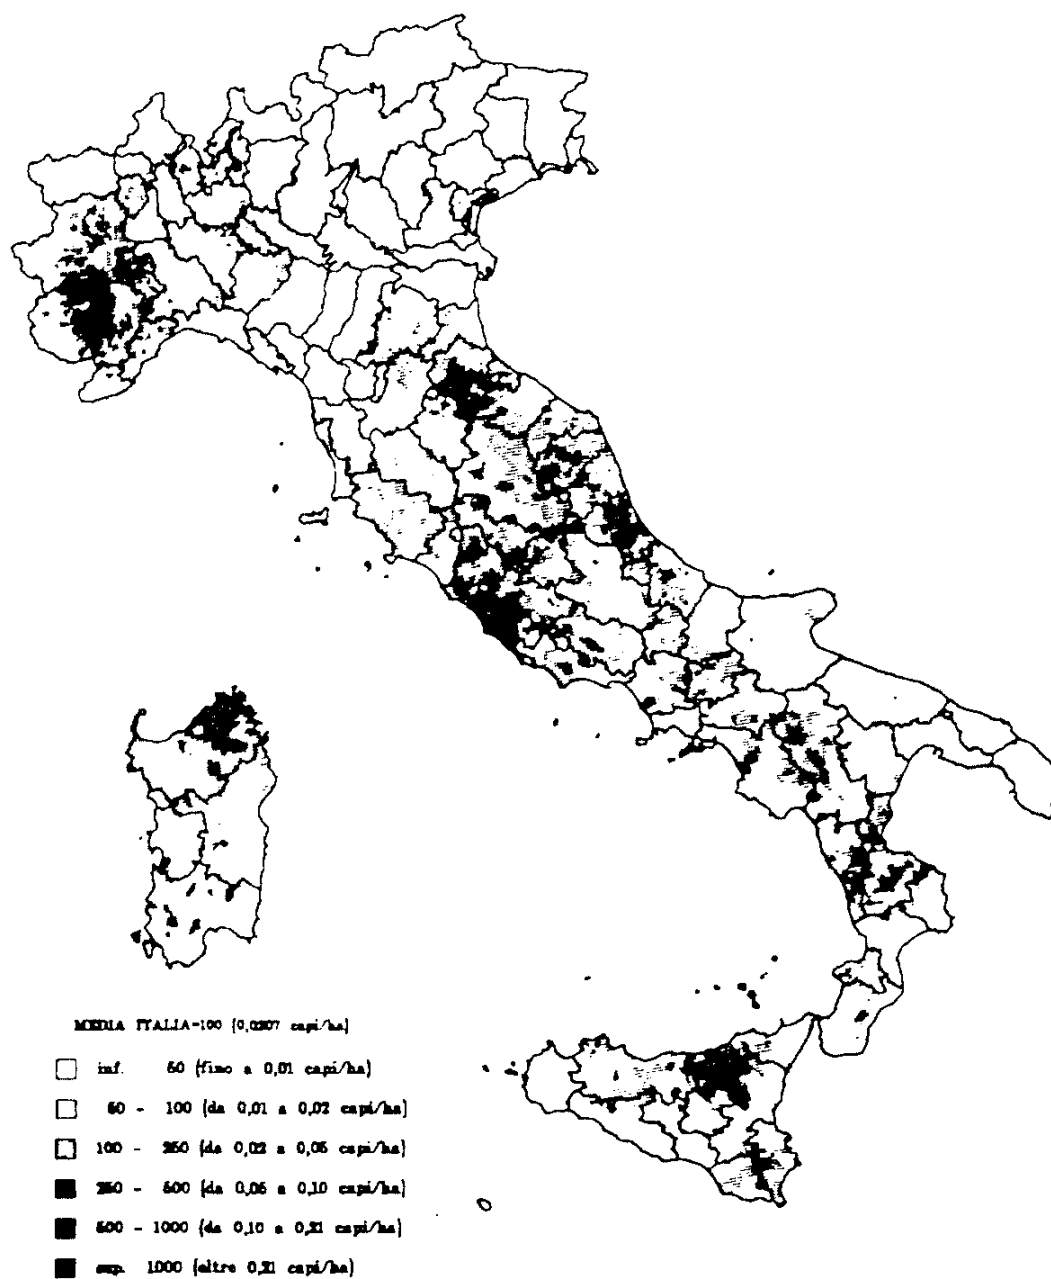 MEDIA ITALIA-100 (0,0207 capi/ha)
inf. 50 (fino a 0,01 capi/ha)
50 - 100 (da 0,01 a 0,02 capi/ha)
100 - 250 (da 0,02 a 0,05 capi/ha)
250 - 500 (da 0,05 a 0,10 capi/ha)
500 - 1000 (da 0,10 a 0,21 capi/ha)
sup. 1000 (oltre 0,21 capi/ha)